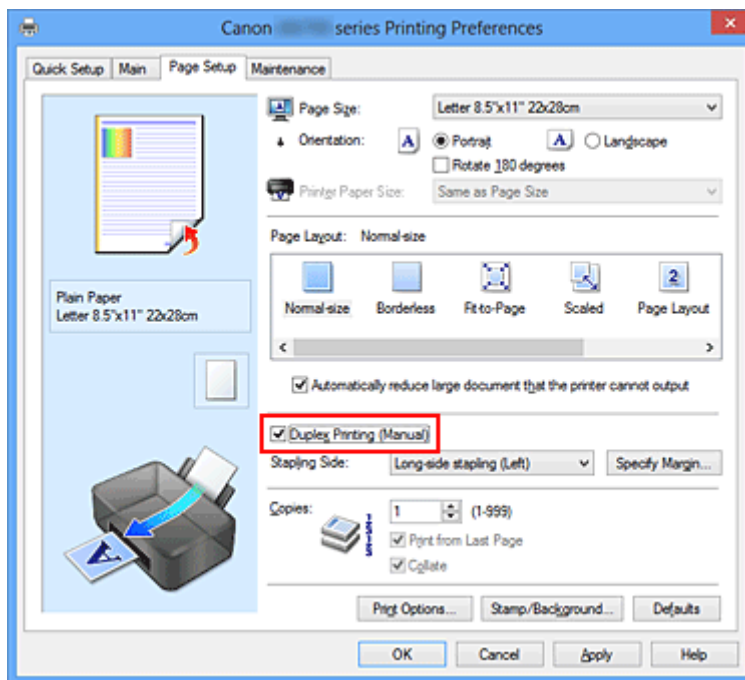 Canon series Printing Preferences
Quick Setup Main Page Setup Maintenance
Page Size: Letter 8.5"x11" 22x28cm
Orientation: A Portrait A Landscape
Rotate 180 degrees
Printer Paper Size: Same as Page Size
Page Layout: Normal-size
Normal-size Borderless Fit-to-Page Scaled 2 Page Layout
Plain Paper
Letter 8.5"x11" 22x28cm
Automatically reduce large document that the printer cannot output
Duplex Printing (Manual)
Stapling Side: Long-side stapling (Left) Specify Margin...
Copies: 1 (1-999)
Print from Last Page
Collate
A
Print Options... Stamp/Background... Defaults
OK Cancel Apply Help